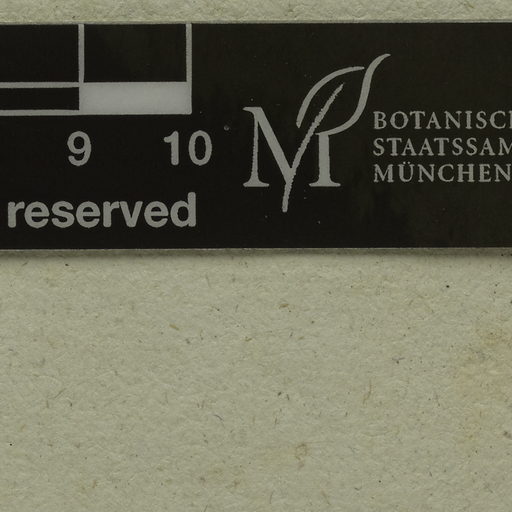 9 10
reserved
BOTANISC
STAATSSAM
MÜNCHEN